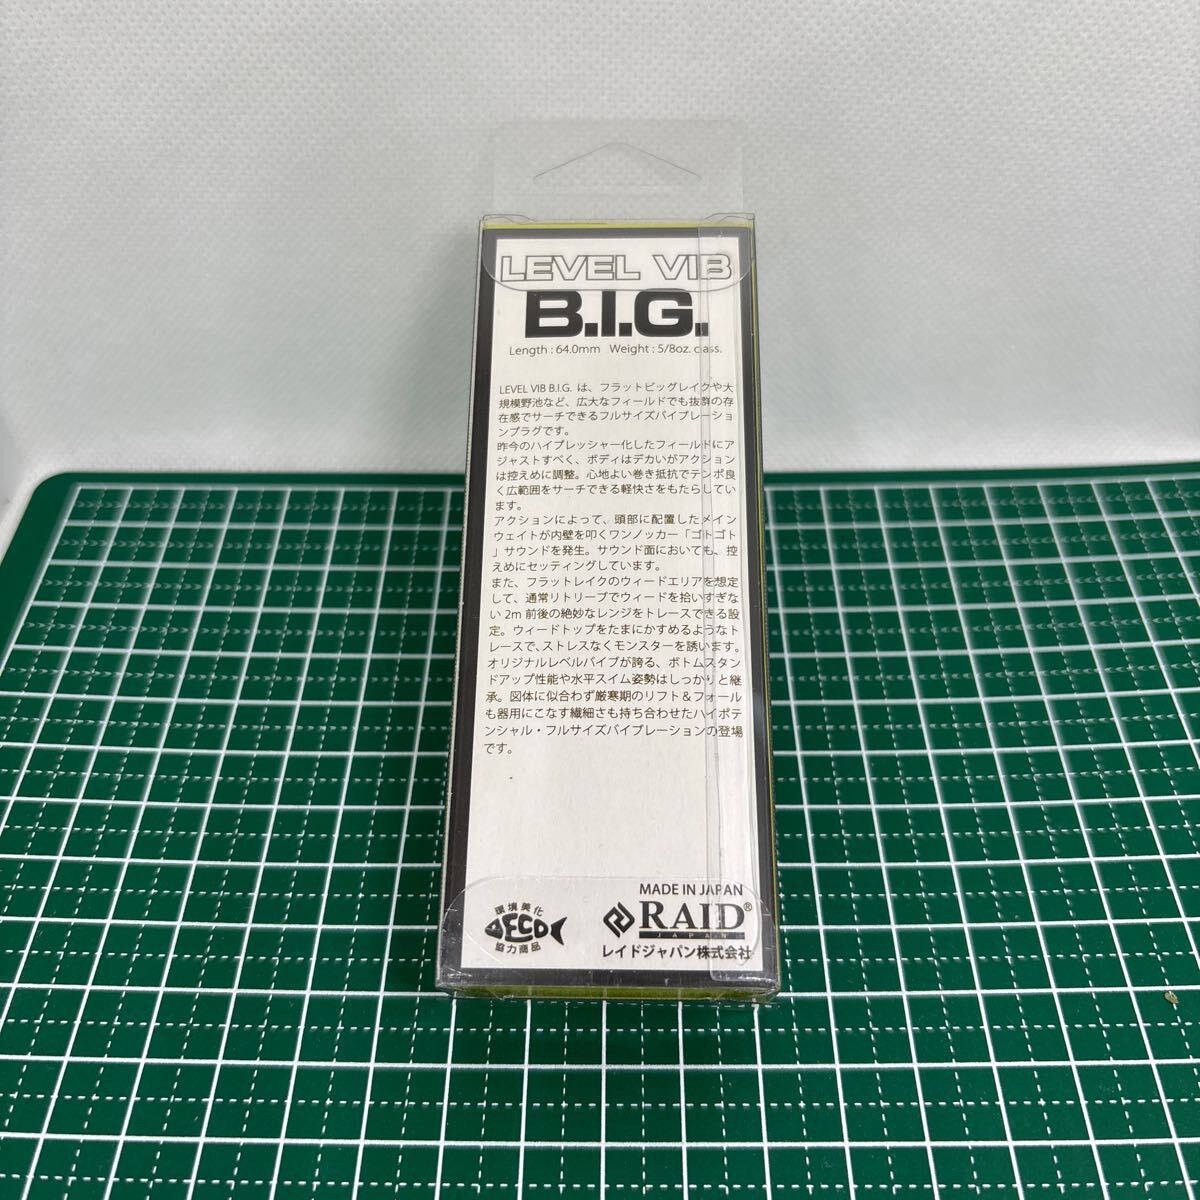 LEVEL VIB
B.I.G.
Length : 64.0mm Weight : 5/8oz. class.
LEVEL VIB B.I.G. は、フラットビッグレイクや大
規模野池など、広大なフィールドでも抜群の存
在感でサーチできるフルサイズバイブレーショ
ンプラグです。
昨今のハイプレッシャー化したフィールドにア
ジャストすべく、ボディはデカいがアクション
は控えめに調整。心地よい巻き抵抗でテンポ良
く広範囲をサーチできる軽快さをもたらしてい
ます。
アクションによって、頭部に配置したメイン
ウェイトが内壁を叩くワンノッカー「ゴトゴト
」サウンドを発生。サウンド面においても、控
えめにセッティングしています。
また、フラットレイクのウィードエリアを想定
して、通常リトリーブでウィードを拾いすぎな
い 2m 前後の絶妙なレンジをトレースできる設
定。ウィードトップをたまにかすめるようなト
レースで、ストレスなくモンスターを誘います。
オリジナルレベルバイブが誇る、ボトムスタン
ドアップ性能や水平スイム姿勢はしっかりと継
承。図体に似合わず厳寒期のリフト＆フォール
も器用にこなす繊細さも持ち合わせたハイポテ
ンシャル・フルサイズバイブレーションの登場
です。
環境美化
ECO
協力商品
MADE IN JAPAN
RAID®
JAPAN
レイドジャパン株式会社